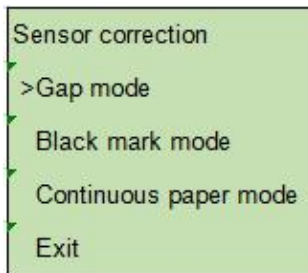 Sensor correction
>Gap mode
Black mark mode
Continuous paper mode
Exit